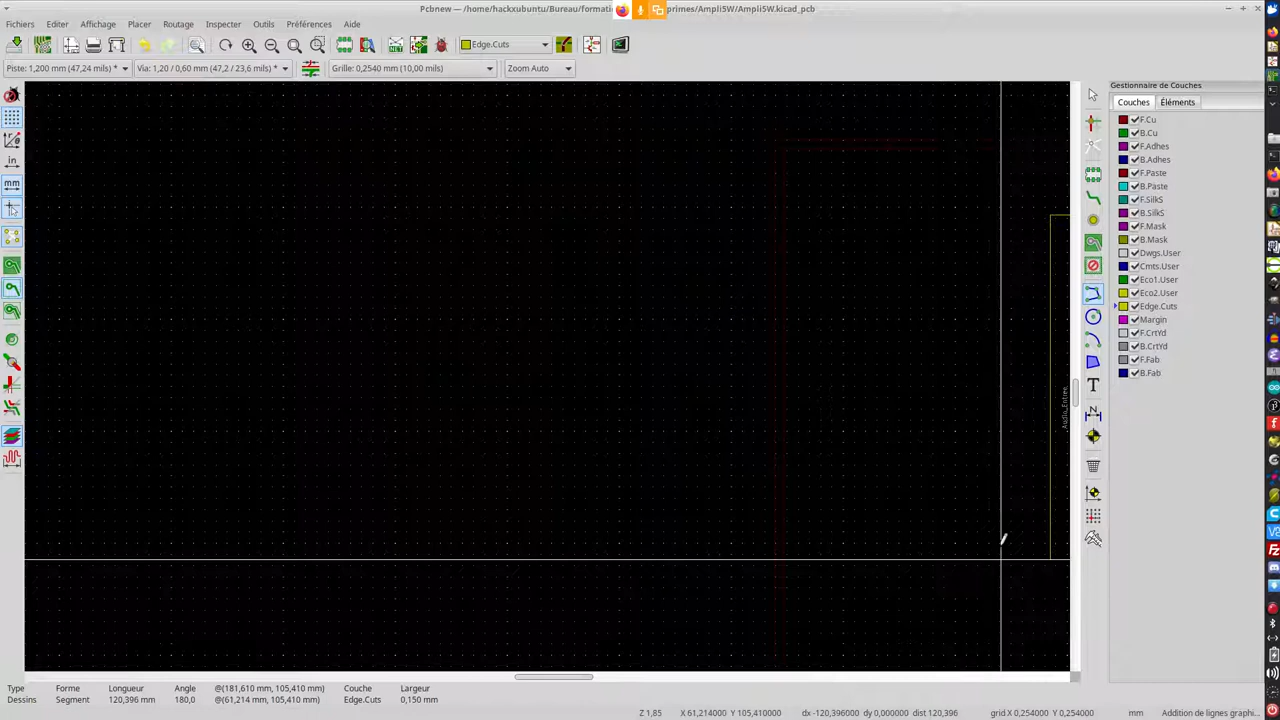 Pcbnew — /home/hackxubuntu/Bureau/formatio primes/Ampli5W/Ampli5W.kicad_pcb
Fichiers Editer Affichage Placer Routage Inspecter Outils Préférences Aide
Edge.Cuts
Piste: 1,200 mm (47,24 mils) * Via: 1,20 / 0,60 mm (47,2 / 23,6 mils) * Grille: 0,2540 mm (10,00 mils) Zoom Auto
Gestionnaire de Couches
Couches Éléments
F.Cu
B.Cu
F.Adhes
B.Adhes
F.Paste
B.Paste
F.SilkS
B.SilkS
F.Mask
B.Mask
Dwgs.User
Cmts.User
Eco1.User
Eco2.User
Edge.Cuts
Margin
F.CrtYd
B.CrtYd
F.Fab
B.Fab
in
mm
T
N
Audio_Entrée
Type Forme Longueur Angle @(181,610 mm, 105,410 mm) Couche Largeur
Dessins Segment 120,396 mm 180,0 @(61,214 mm, 105,410 mm) Edge.Cuts 0,150 mm
Z 1,85 X 61,214000 Y 105,410000 dx -120,396000 dy 0,000000 dist 120,396 grid X 0,254000 Y 0,254000 mm Addition de lignes graphi...